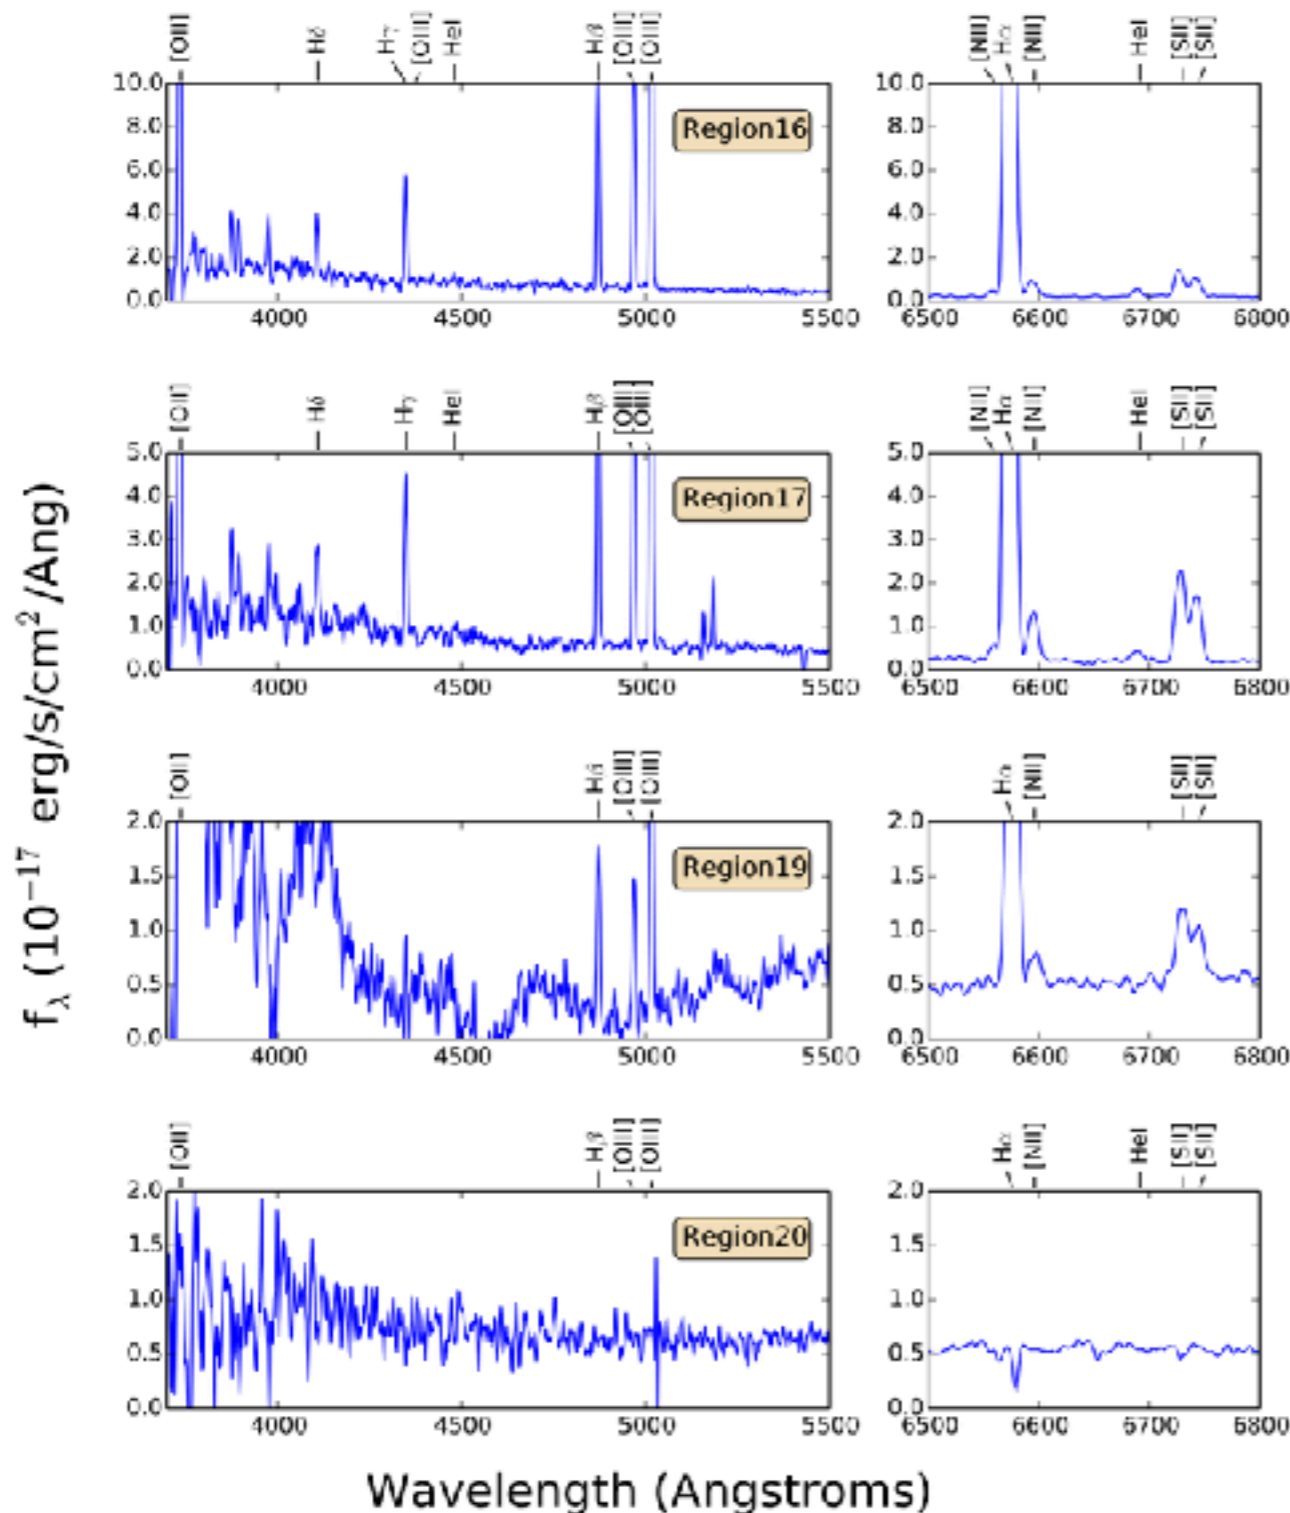 [OII] Hδ Hγ [OIII] HeI Hβ [OIII] [OIII] [NII] Hα [NII] HeI [SII] [SII]
10.0 10.0
8.0 8.0
Region16
6.0 6.0
4.0 4.0
2.0 2.0
0.0 0.0
4000 4500 5000 5500 6500 6600 6700 6800
[OII] Hδ Hγ HeI Hβ [OIII] [OIII] [NII] Hα [NII] HeI [SII] [SII]
5.0 5.0
Region17
4.0 4.0
3.0 3.0
2.0 2.0
1.0 1.0
0.0 0.0
4000 4500 5000 5500 6500 6600 6700 6800
f_λ (10⁻¹⁷ erg/s/cm² /Ang)
[OII] [OIII] [OIII] Hα [NII] [SII] [SII]
2.0 2.0
Region19
1.5 1.5
1.0 1.0
0.5 0.5
0.0 0.0
4000 4500 5000 5500 6500 6600 6700 6800
[OII] Hβ [OIII] [OIII] Hα [NII] HeI [SII] [SII]
2.0 2.0
Region20
1.5 1.5
1.0 1.0
0.5 0.5
0.0 0.0
4000 4500 5000 5500 6500 6600 6700 6800
Wavelength (Angstroms)